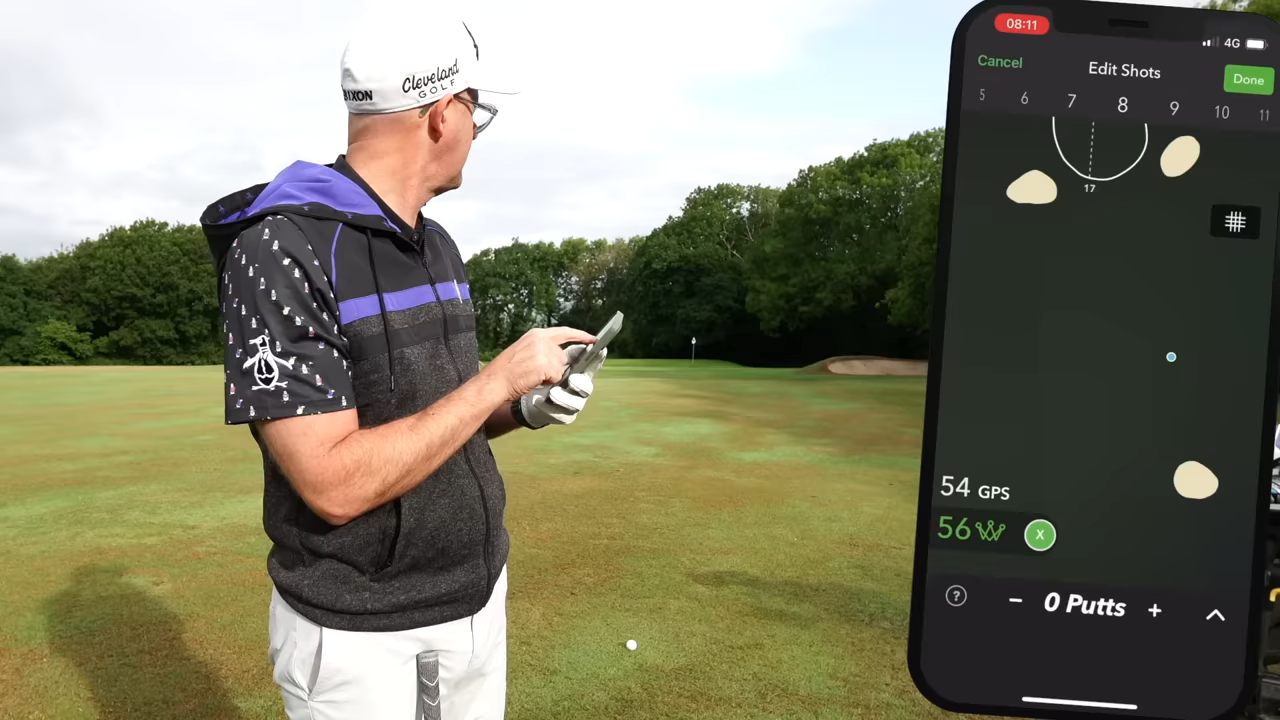 Cleveland
GOLF
08:11
4G
Cancel
Edit Shots
Done
5 6 7 8 9 10 11
17
54 GPS
56 X
? − 0 Putts +